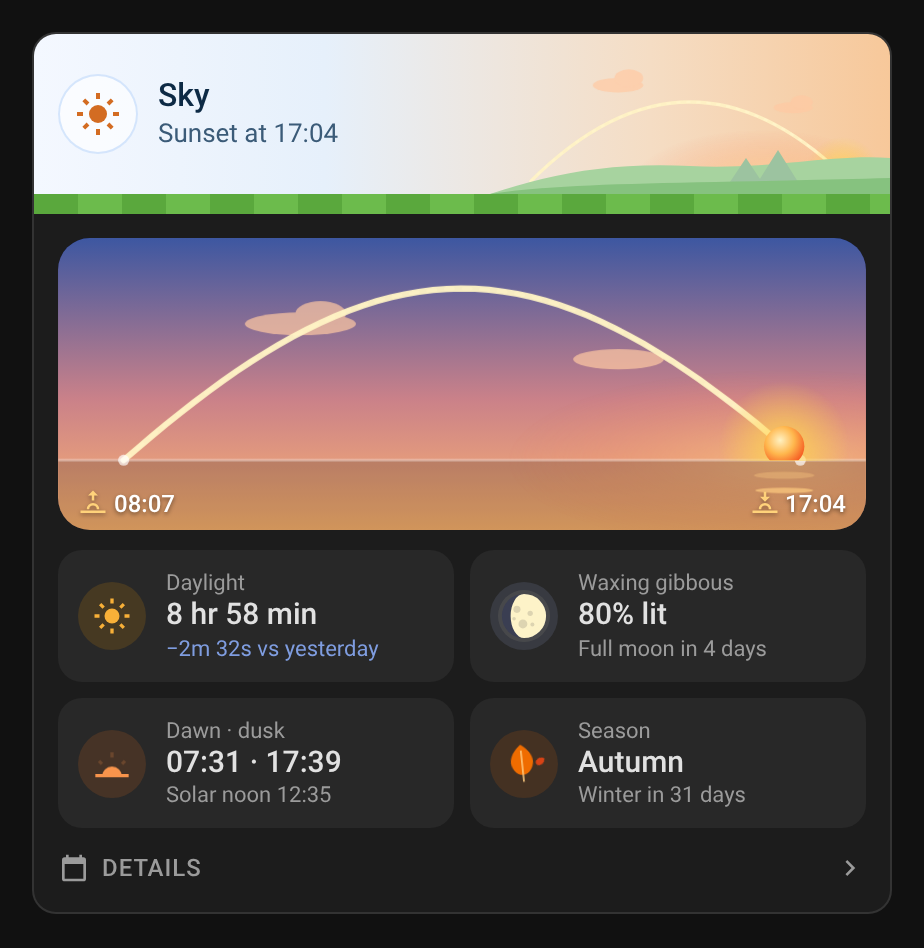 Sky
Sunset at 17:04
08:07
17:04
Daylight
8 hr 58 min
−2m 32s vs yesterday
Waxing gibbous
80% lit
Full moon in 4 days
Dawn · dusk
07:31 · 17:39
Solar noon 12:35
Season
Autumn
Winter in 31 days
DETAILS